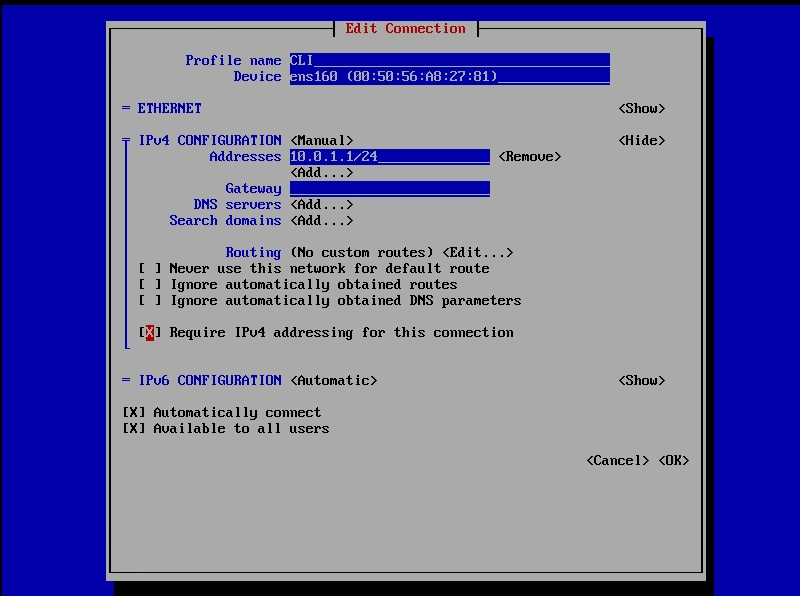 Edit Connection
Profile name CLI
Device ens160 (00:50:56:A8:27:81)
= ETHERNET <Show>
= IPv4 CONFIGURATION <Manual> <Hide>
Addresses 10.0.1.1/24 <Remove>
<Add...>
Gateway
DNS servers <Add...>
Search domains <Add...>
Routing (No custom routes) <Edit...>
[ ] Never use this network for default route
[ ] Ignore automatically obtained routes
[ ] Ignore automatically obtained DNS parameters
[X] Require IPv4 addressing for this connection
= IPv6 CONFIGURATION <Automatic> <Show>
[X] Automatically connect
[X] Available to all users
<Cancel> <OK>